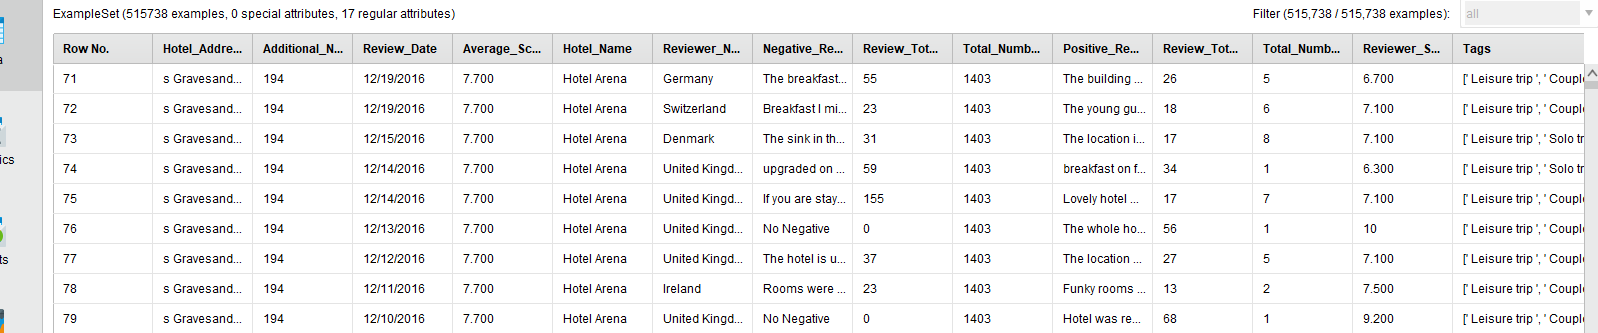 ExampleSet (515738 examples, 0 special attributes, 17 regular attributes) Filter (515,738 / 515,738 examples): all
Row No. Hotel_Addre... Additional_N... Review_Date Average_Sc... Hotel_Name Reviewer_N... Negative_Re... Review_Tot... Total_Numb... Positive_Re... Review_Tot... Total_Numb... Reviewer_S... Tags
71 s Gravesand... 194 12/19/2016 7.700 Hotel Arena Germany The breakfast... 55 1403 The building ... 26 5 6.700 [' Leisure trip ', ' Couple
72 s Gravesand... 194 12/19/2016 7.700 Hotel Arena Switzerland Breakfast I mi... 23 1403 The young gu... 18 6 7.100 [' Leisure trip ', ' Couple
73 s Gravesand... 194 12/15/2016 7.700 Hotel Arena Denmark The sink in th... 31 1403 The location i... 17 8 7.100 [' Leisure trip ', ' Solo tr
74 s Gravesand... 194 12/14/2016 7.700 Hotel Arena United Kingd... upgraded on ... 59 1403 breakfast on f... 34 1 6.300 [' Leisure trip ', ' Solo tr
75 s Gravesand... 194 12/14/2016 7.700 Hotel Arena United Kingd... If you are stay... 155 1403 Lovely hotel ... 17 7 7.100 [' Leisure trip ', ' Couple
76 s Gravesand... 194 12/13/2016 7.700 Hotel Arena United Kingd... No Negative 0 1403 The whole ho... 56 1 10 [' Leisure trip ', ' Couple
77 s Gravesand... 194 12/12/2016 7.700 Hotel Arena United Kingd... The hotel is u... 37 1403 The location ... 27 5 7.100 [' Leisure trip ', ' Couple
78 s Gravesand... 194 12/11/2016 7.700 Hotel Arena Ireland Rooms were ... 23 1403 Funky rooms ... 13 2 7.500 [' Leisure trip ', ' Couple
79 s Gravesand... 194 12/10/2016 7.700 Hotel Arena United Kingd... No Negative 0 1403 Hotel was re... 68 1 9.200 [' Leisure trip ', ' Couple
a
ics
ts